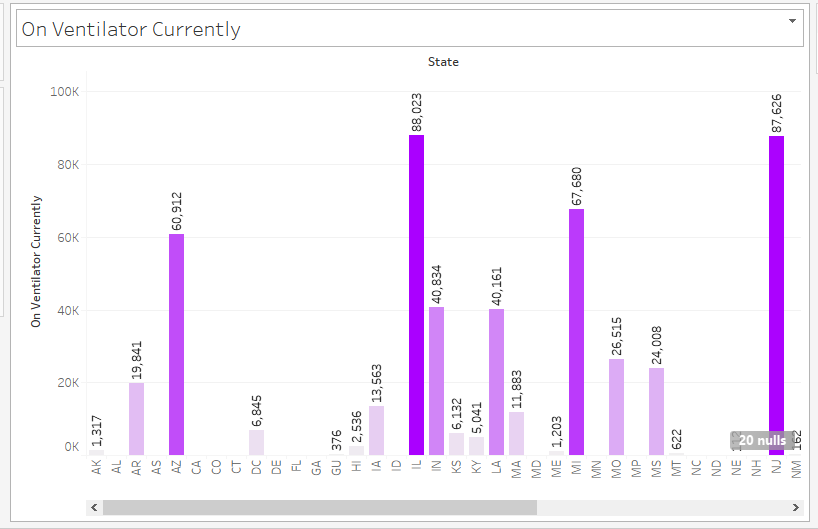 On Ventilator Currently
State
On Ventilator Currently
100K
80K
60K
40K
20K
0K
1,317
19,841
60,912
6,845
376
2,536
13,563
88,023
40,834
6,132
5,041
40,161
11,883
1,203
67,680
26,515
24,008
622
87,626
162
20 nulls
AK
AL
AR
AS
AZ
CA
CO
CT
DC
DE
FL
GA
GU
HI
IA
ID
IL
IN
KS
KY
LA
MA
MD
ME
MI
MN
MO
MP
MS
MT
NC
ND
NE
NH
NJ
NM